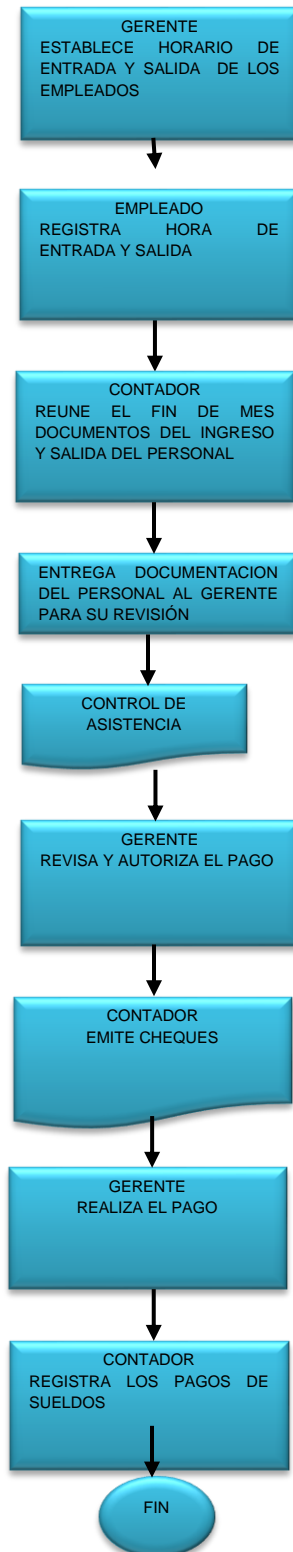 GERENTE
ESTABLECE HORARIO DE
ENTRADA Y SALIDA DE LOS
EMPLEADOS
EMPLEADO
REGISTRA HORA DE
ENTRADA Y SALIDA
CONTADOR
REUNE EL FIN DE MES
DOCUMENTOS DEL INGRESO
Y SALIDA DEL PERSONAL
ENTREGA DOCUMENTACION
DEL PERSONAL AL GERENTE
PARA SU REVISIÓN
CONTROL DE
ASISTENCIA
GERENTE
REVISA Y AUTORIZA EL PAGO
CONTADOR
EMITE CHEQUES
GERENTE
REALIZA EL PAGO
CONTADOR
REGISTRA LOS PAGOS DE
SUELDOS
FIN